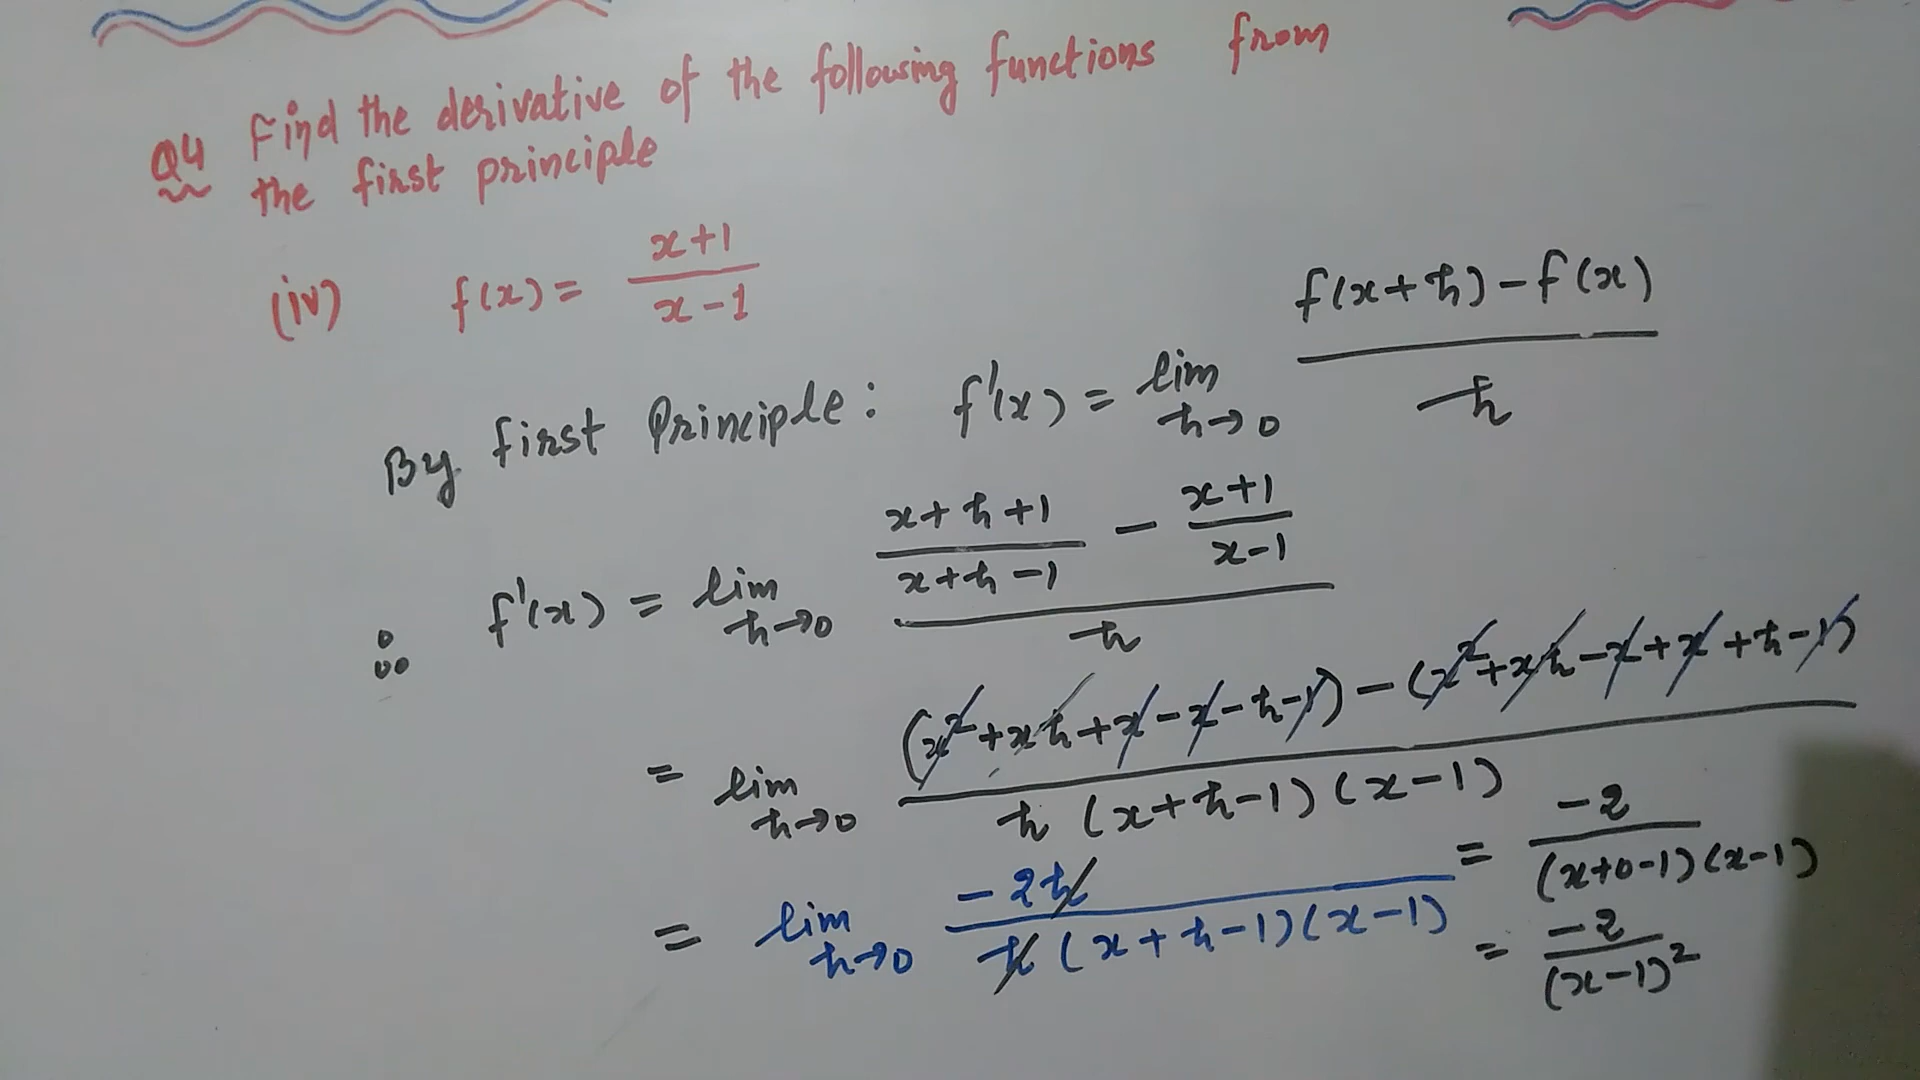 Q4 Find the derivative of the following functions from
the first principle
(iv) f(x) = x+1 / x-1
By first Principle: f'(x) = lim h→0 f(x+h) - f(x) / h
∴ f'(x) = lim h→0 x+h+1 / x+h-1 - x+1 / x-1 / h
= lim h→0 (x²+xh+x-x-h-1) - (x²+xh-x+x+h-1) / h (x+h-1) (x-1)
= lim h→0 -2h / h (x+h-1)(x-1) = -2 / (x+0-1)(x-1)
= -2 / (x-1)²